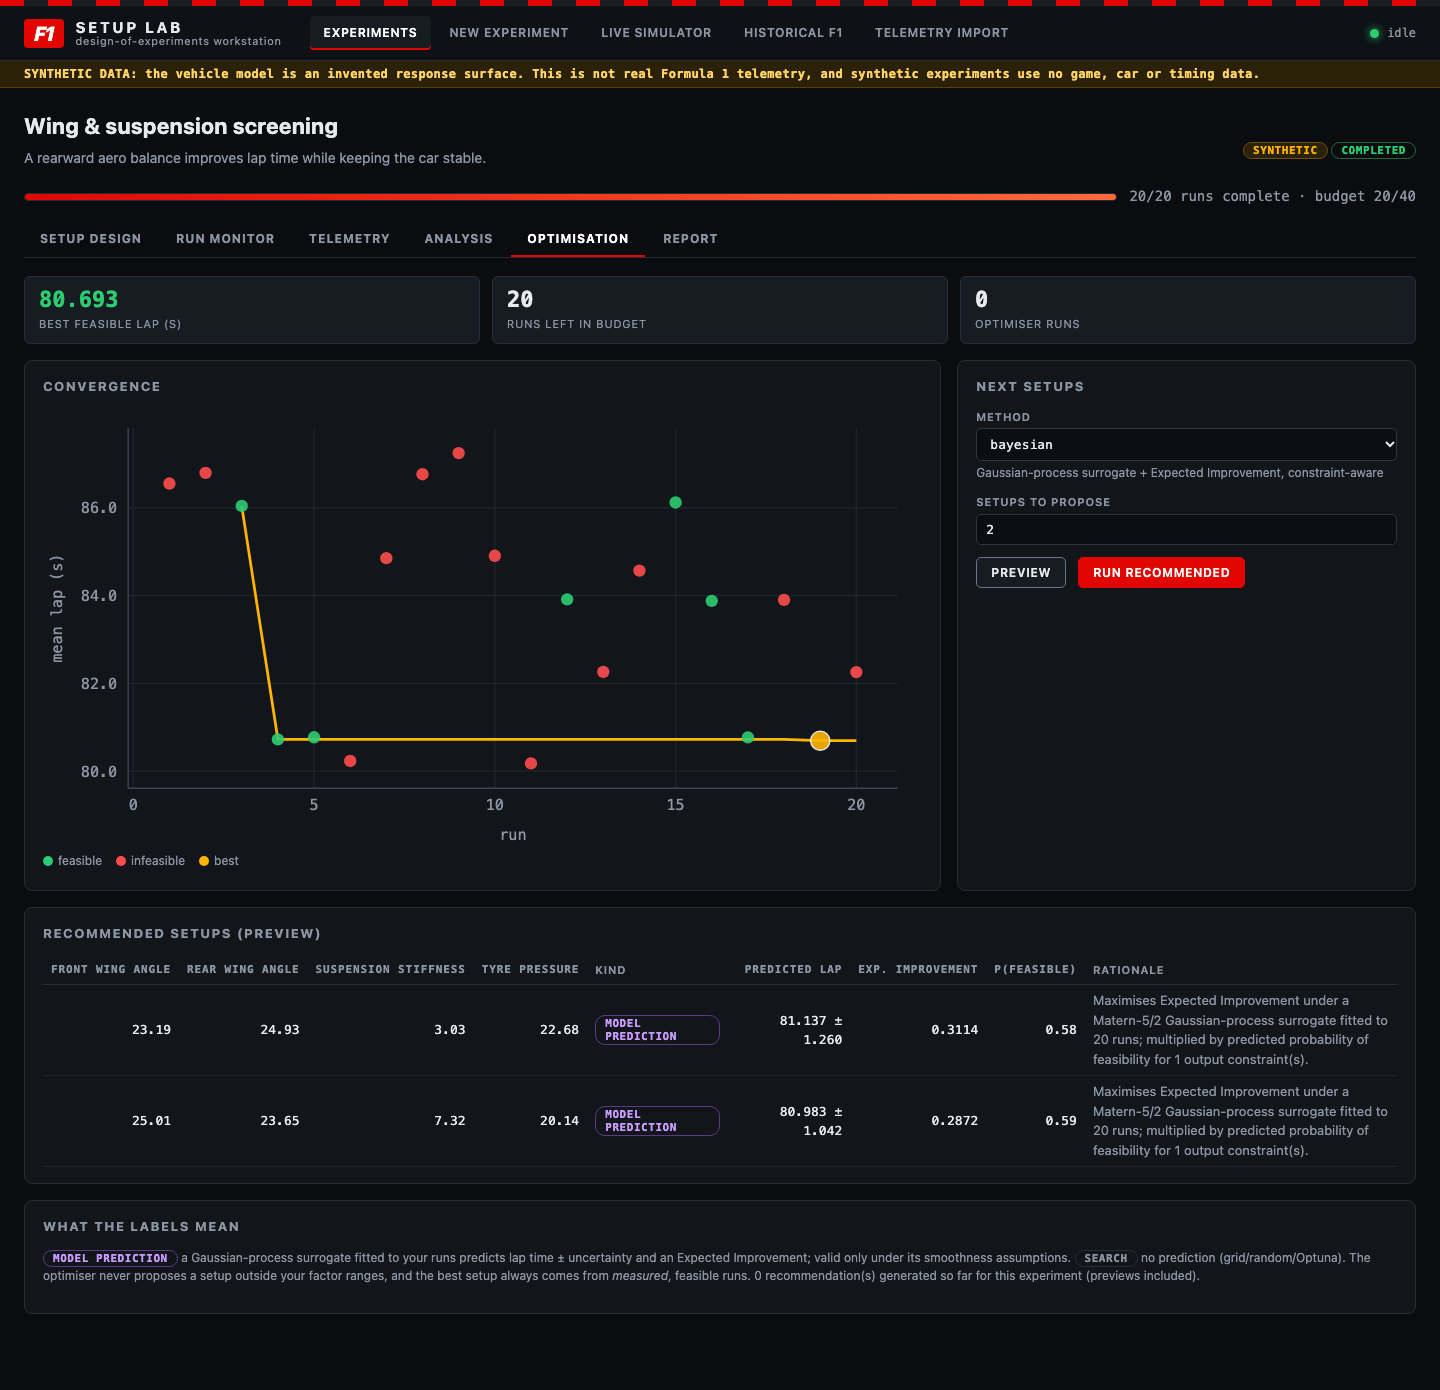 F1
SETUP LAB
design-of-experiments workstation
EXPERIMENTS
NEW EXPERIMENT
LIVE SIMULATOR
HISTORICAL F1
TELEMETRY IMPORT
idle
SYNTHETIC DATA: the vehicle model is an invented response surface. This is not real Formula 1 telemetry, and synthetic experiments use no game, car or timing data.
Wing & suspension screening
A rearward aero balance improves lap time while keeping the car stable.
SYNTHETIC
COMPLETED
20/20 runs complete · budget 20/40
SETUP DESIGN
RUN MONITOR
TELEMETRY
ANALYSIS
OPTIMISATION
REPORT
80.693
BEST FEASIBLE LAP (S)
20
RUNS LEFT IN BUDGET
0
OPTIMISER RUNS
CONVERGENCE
86.0
84.0
82.0
80.0
mean lap (s)
0
5
10
15
20
run
feasible
infeasible
best
NEXT SETUPS
METHOD
bayesian
Gaussian-process surrogate + Expected Improvement, constraint-aware
SETUPS TO PROPOSE
2
PREVIEW
RUN RECOMMENDED
RECOMMENDED SETUPS (PREVIEW)
FRONT WING ANGLE REAR WING ANGLE SUSPENSION STIFFNESS TYRE PRESSURE KIND PREDICTED LAP EXP. IMPROVEMENT P(FEASIBLE) RATIONALE
23.19 24.93 3.03 22.68
MODEL
PREDICTION
81.137 ±
1.260
0.3114 0.58
Maximises Expected Improvement under a
Matern-5/2 Gaussian-process surrogate fitted to
20 runs; multiplied by predicted probability of
feasibility for 1 output constraint(s).
25.01 23.65 7.32 20.14
MODEL
PREDICTION
80.983 ±
1.042
0.2872 0.59
Maximises Expected Improvement under a
Matern-5/2 Gaussian-process surrogate fitted to
20 runs; multiplied by predicted probability of
feasibility for 1 output constraint(s).
WHAT THE LABELS MEAN
MODEL PREDICTION a Gaussian-process surrogate fitted to your runs predicts lap time ± uncertainty and an Expected Improvement; valid only under its smoothness assumptions. SEARCH no prediction (grid/random/Optuna). The
optimiser never proposes a setup outside your factor ranges, and the best setup always comes from measured, feasible runs. 0 recommendation(s) generated so far for this experiment (previews included).